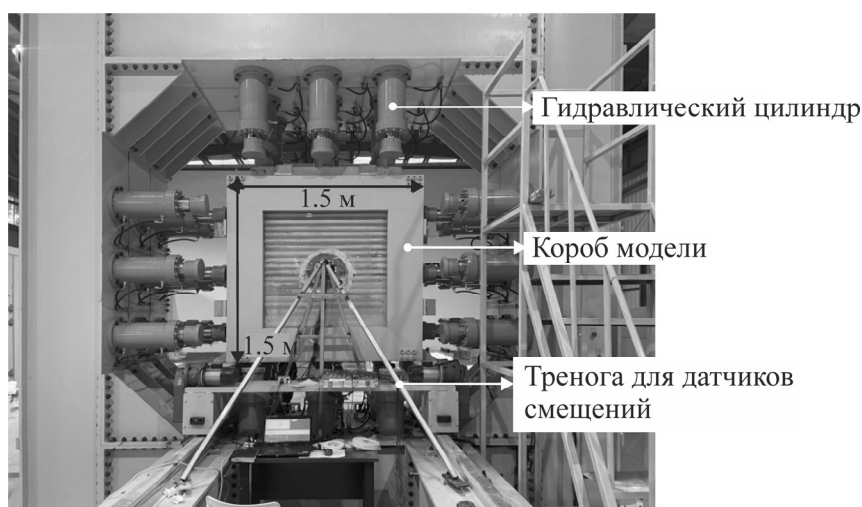 Гидравлический цилиндр
1.5 м
Короб модели
1.5 м
Тренога для датчиков
смещений